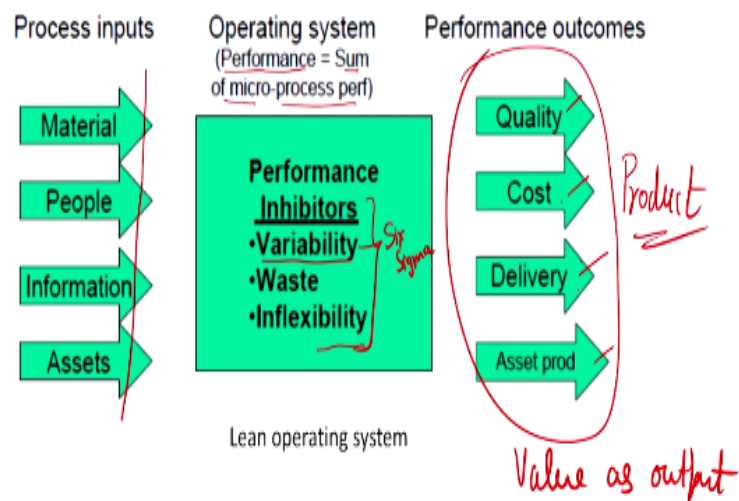 Process inputs
Operating system
(Performance = Sum
of micro-process perf)
Performance outcomes
Material
People
Information
Assets
Performance
Inhibitors
•Variability
•Waste
•Inflexibility
Six
Sigma
Quality
Cost
Delivery
Asset prod
Product
Lean operating system
Value as output